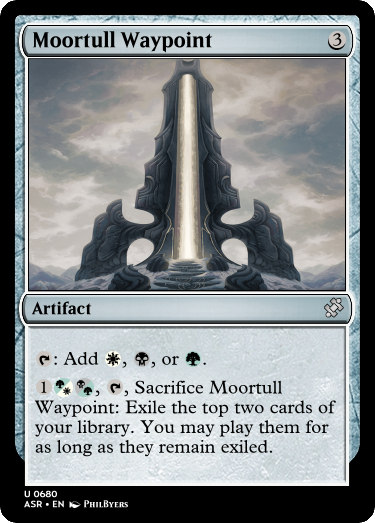 Moortull Waypoint 3
Artifact
: Add , , or .
1 , , Sacrifice Moortull
Waypoint: Exile the top two cards of
your library. You may play them for
as long as they remain exiled.
U 0680
ASR • EN PhilByers